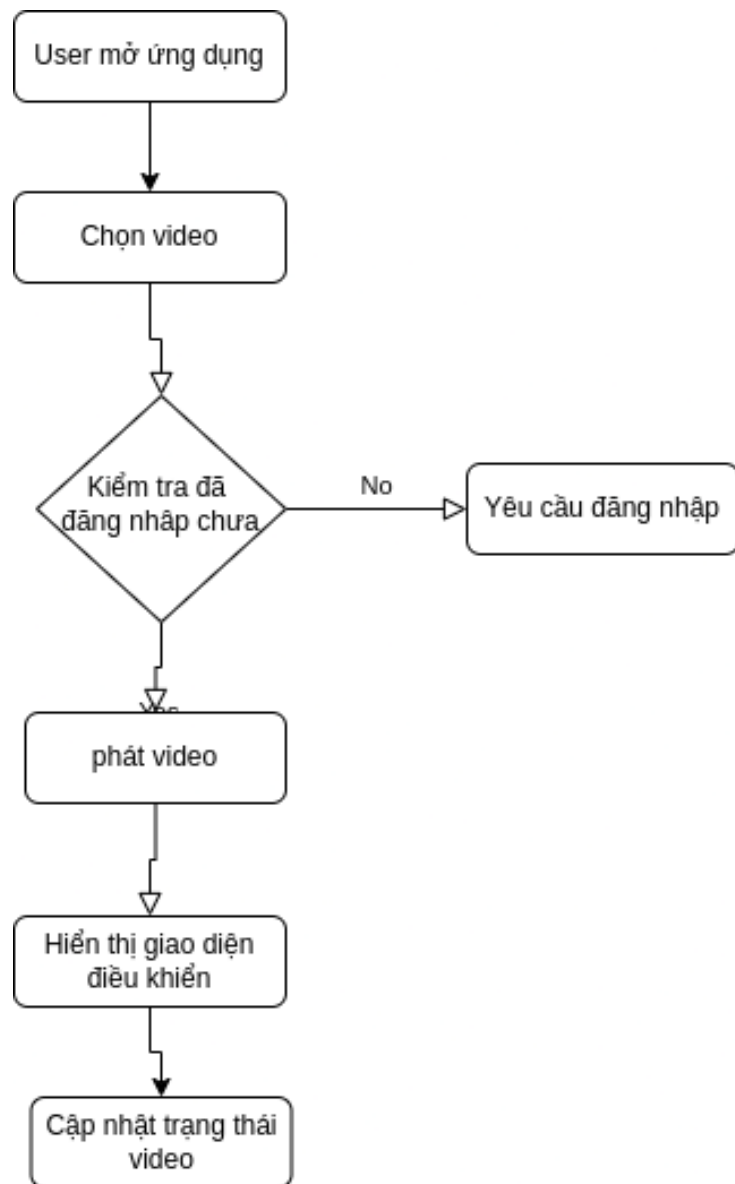 User mở ứng dụng
Chọn video
Kiểm tra đã
đăng nhâp chưa
No
Yêu cầu đăng nhập
phát video
Hiển thị giao diện
điều khiển
Cập nhật trạng thái
video